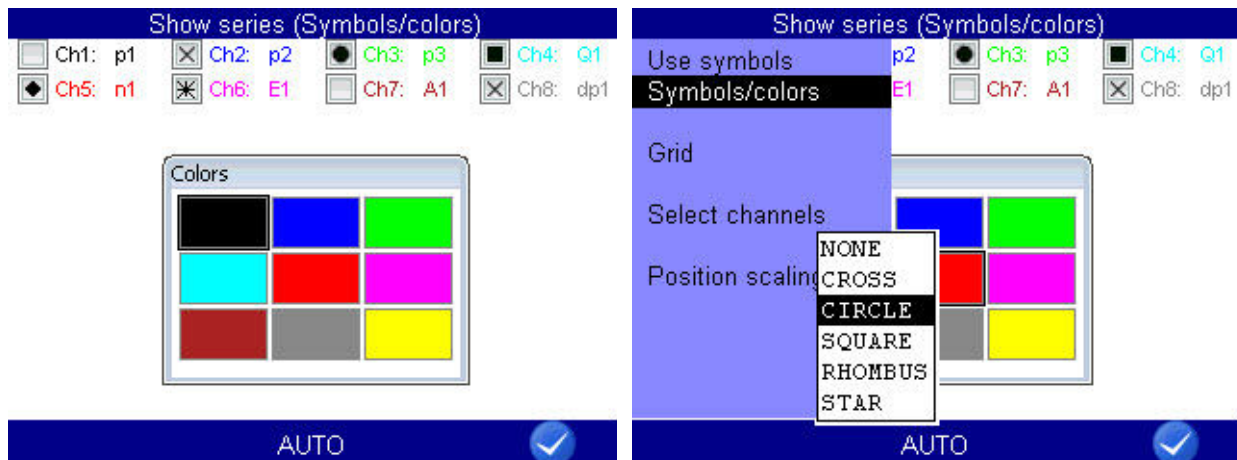 Show series (Symbols/colors)
Ch1: p1 Ch2: p2 Ch3: p3 Ch4: Q1
Ch5: n1 Ch6: E1 Ch7: A1 Ch8: dp1
Colors
AUTO
Show series (Symbols/colors)
Use symbols p2 Ch3: p3 Ch4: Q1
Symbols/colors E1 Ch7: A1 Ch8: dp1
Grid
Select channels
Position scaling
NONE
CROSS
CIRCLE
SQUARE
RHOMBUS
STAR
AUTO